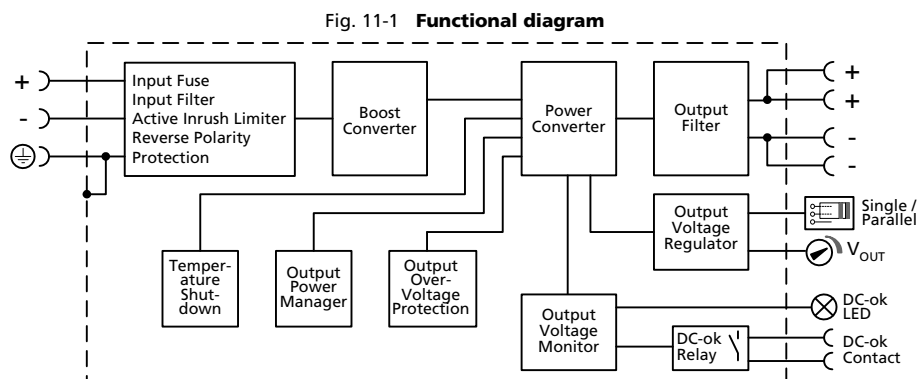 Fig. 11-1 Functional diagram
+
-
Input Fuse
Input Filter
Active Inrush Limiter
Reverse Polarity
Protection
Boost
Converter
Power
Converter
Output
Filter
+
+
-
-
Output
Voltage
Regulator
Single /
Parallel
VOUT
Temper-
ature
Shut-
down
Output
Power
Manager
Output
Over-
Voltage
Protection
Output
Voltage
Monitor
DC-ok
Relay
DC-ok
LED
DC-ok
Contact